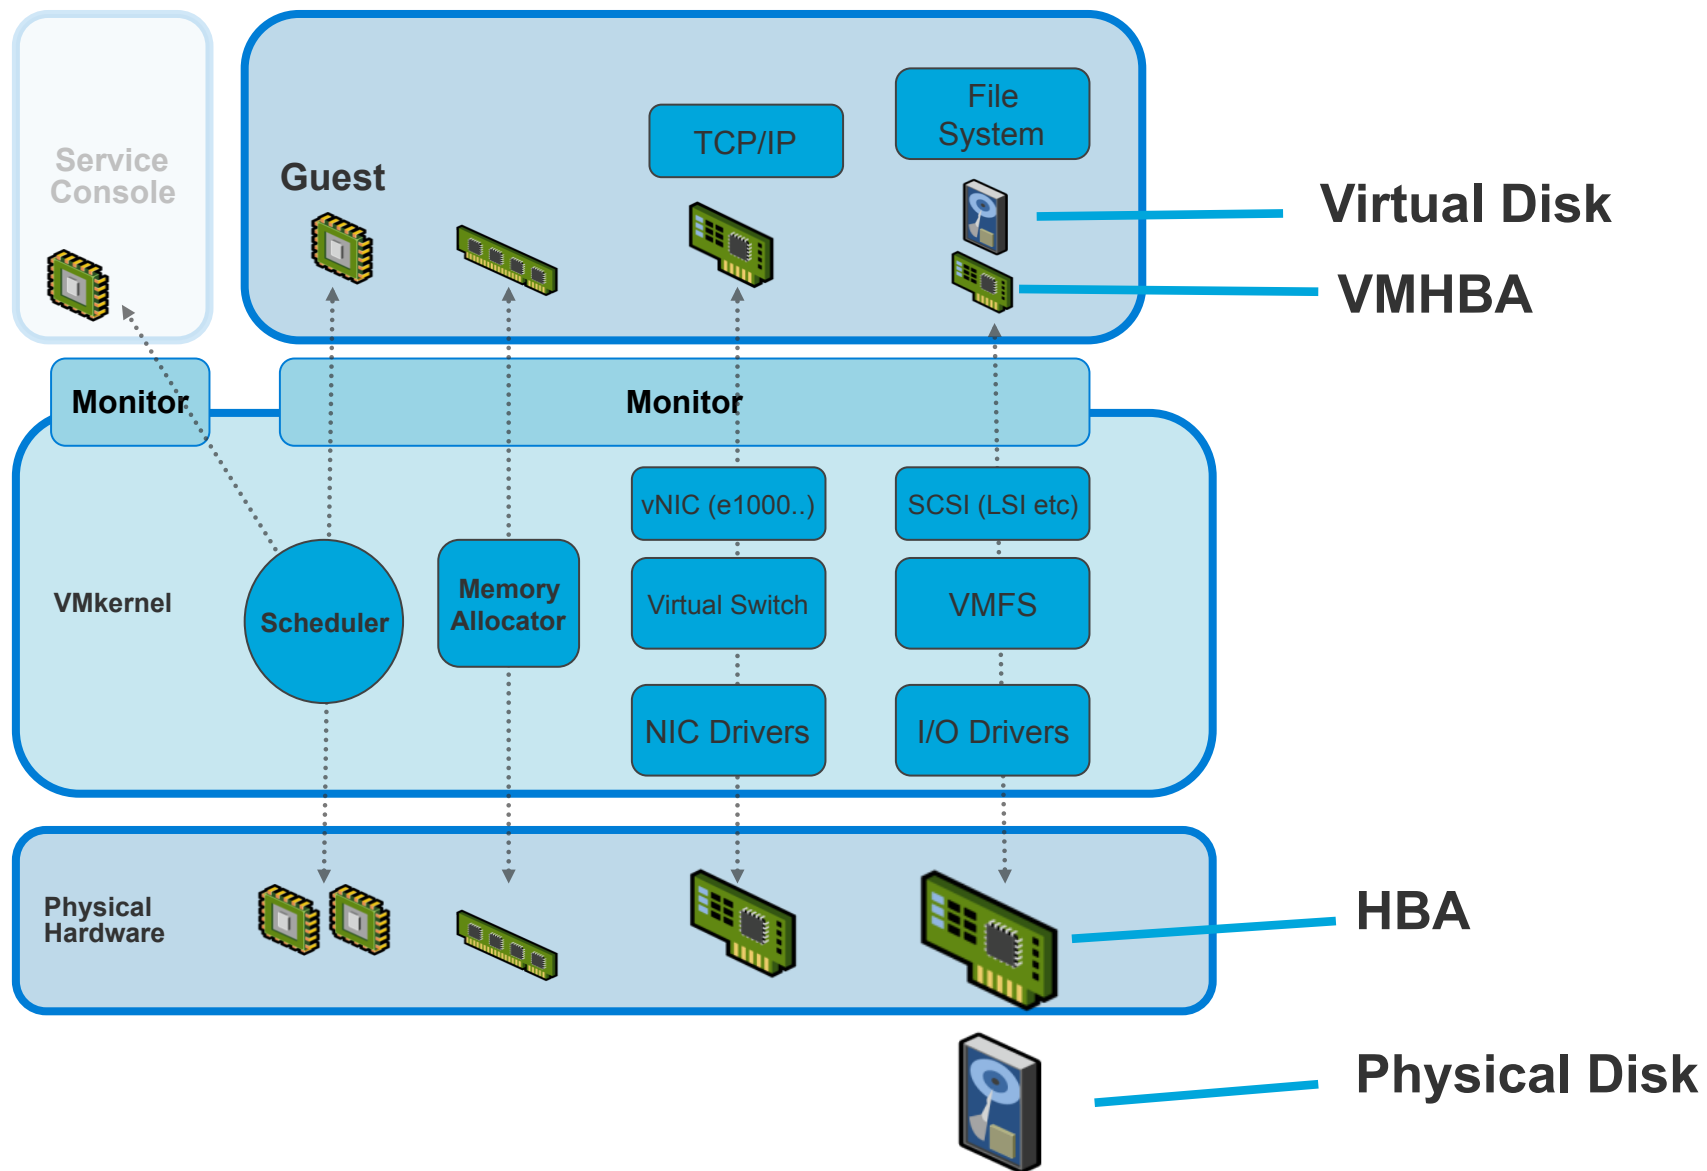 Service
Console
Guest
TCP/IP
File
System
Virtual Disk
VMHBA
Monitor
Monitor
VMkernel
Scheduler
Memory
Allocator
vNIC (e1000..)
Virtual Switch
NIC Drivers
SCSI (LSI etc)
VMFS
I/O Drivers
Physical
Hardware
HBA
Physical Disk